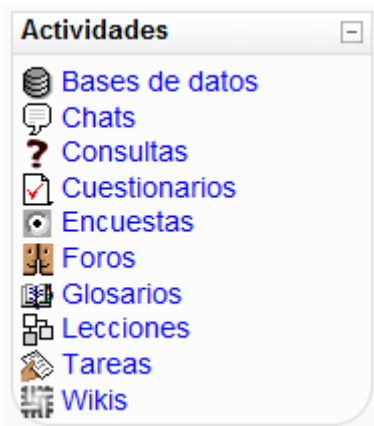 Actividades
Bases de datos
Chats
Consultas
Cuestionarios
Encuestas
Foros
Glosarios
Lecciones
Tareas
Wikis